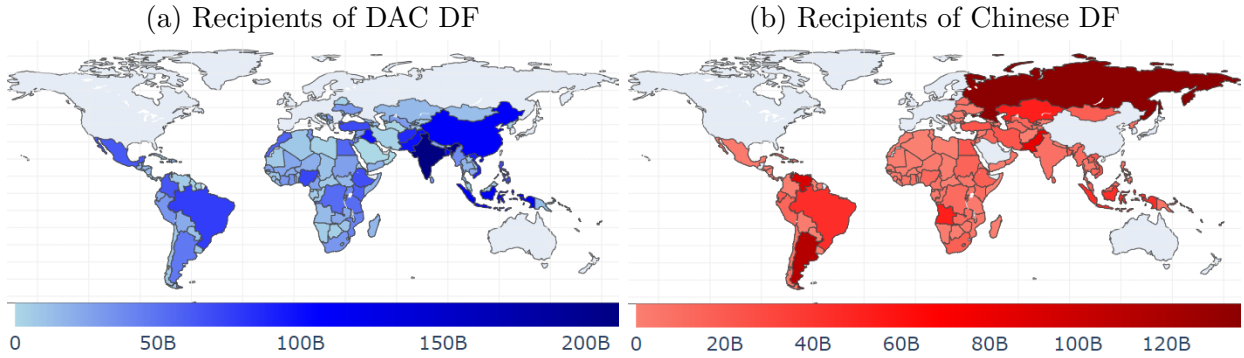 (a) Recipients of DAC DF
(b) Recipients of Chinese DF
0 50B 100B 150B 200B
0 20B 40B 60B 80B 100B 120B